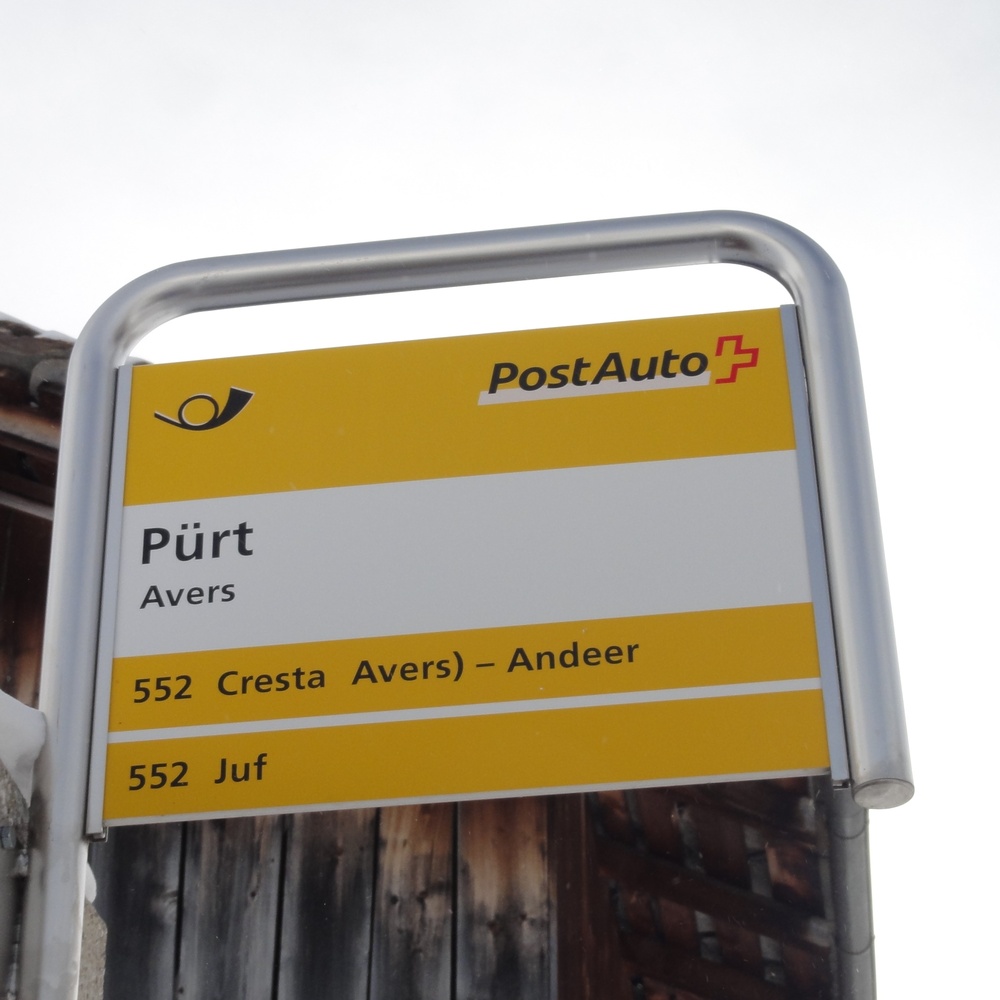 PostAuto
Pürt
Avers
552 Cresta Avers) – Andeer
552 Juf